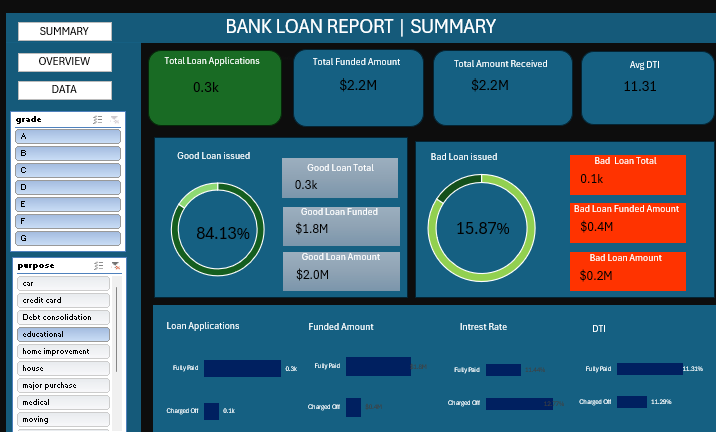 BANK LOAN REPORT | SUMMARY
SUMMARY
OVERVIEW
DATA
grade
A
B
C
D
E
F
G
purpose
car
credit card
Debt consolidation
educational
home improvement
house
major purchase
medical
moving
Total Loan Applications
0.3k
Total Funded Amount
$2.2M
Total Amount Received
$2.2M
Avg DTI
11.31
Good Loan issued
84.13%
Good Loan Total
0.3k
Good Loan Funded
$1.8M
Good Loan Amount
$2.0M
Bad Loan issued
15.87%
Bad Loan Total
0.1k
Bad Loan Funded Amount
$0.4M
Bad Loan Amount
$0.2M
Loan Applications
Fully Paid
0.3k
Charged Off
0.1k
Funded Amount
Fully Paid
Charged Off
Intrest Rate
Fully Paid
Charged Off
DTI
Fully Paid
11.31%
Charged Off
11.29%